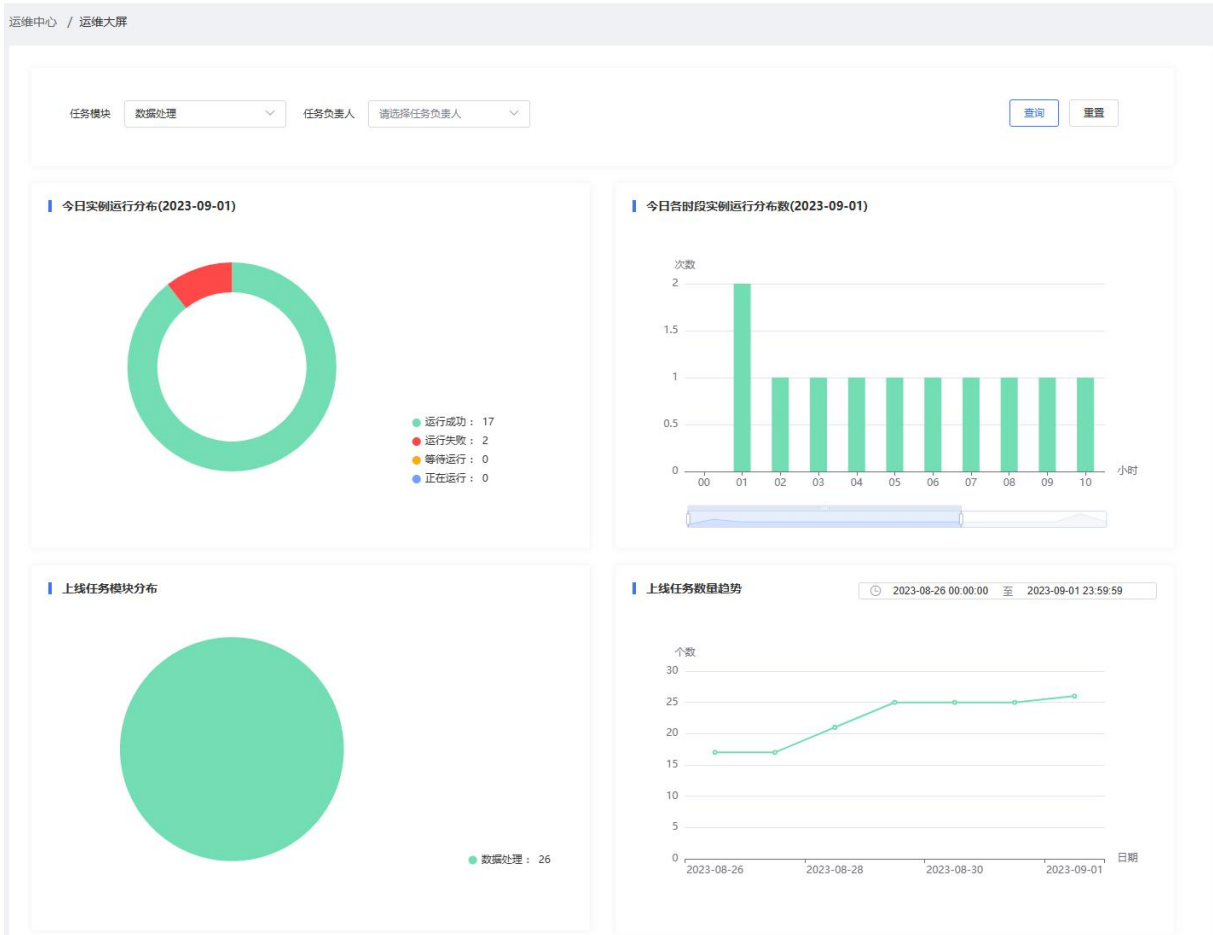 运维中心 / 运维大屏
任务模块 数据处理 任务负责人 请选择任务负责人 查询 重置
今日实例运行分布(2023-09-01)
运行成功： 17
运行失败： 2
等待运行： 0
正在运行： 0
今日各时段实例运行分布数(2023-09-01)
次数
2
1.5
1
0.5
0
00 01 02 03 04 05 06 07 08 09 10 小时
上线任务模块分布
数据处理： 26
上线任务数量趋势 2023-08-26 00:00:00 至 2023-09-01 23:59:59
个数
30
25
20
15
10
5
0
2023-08-26 2023-08-28 2023-08-30 2023-09-01 日期